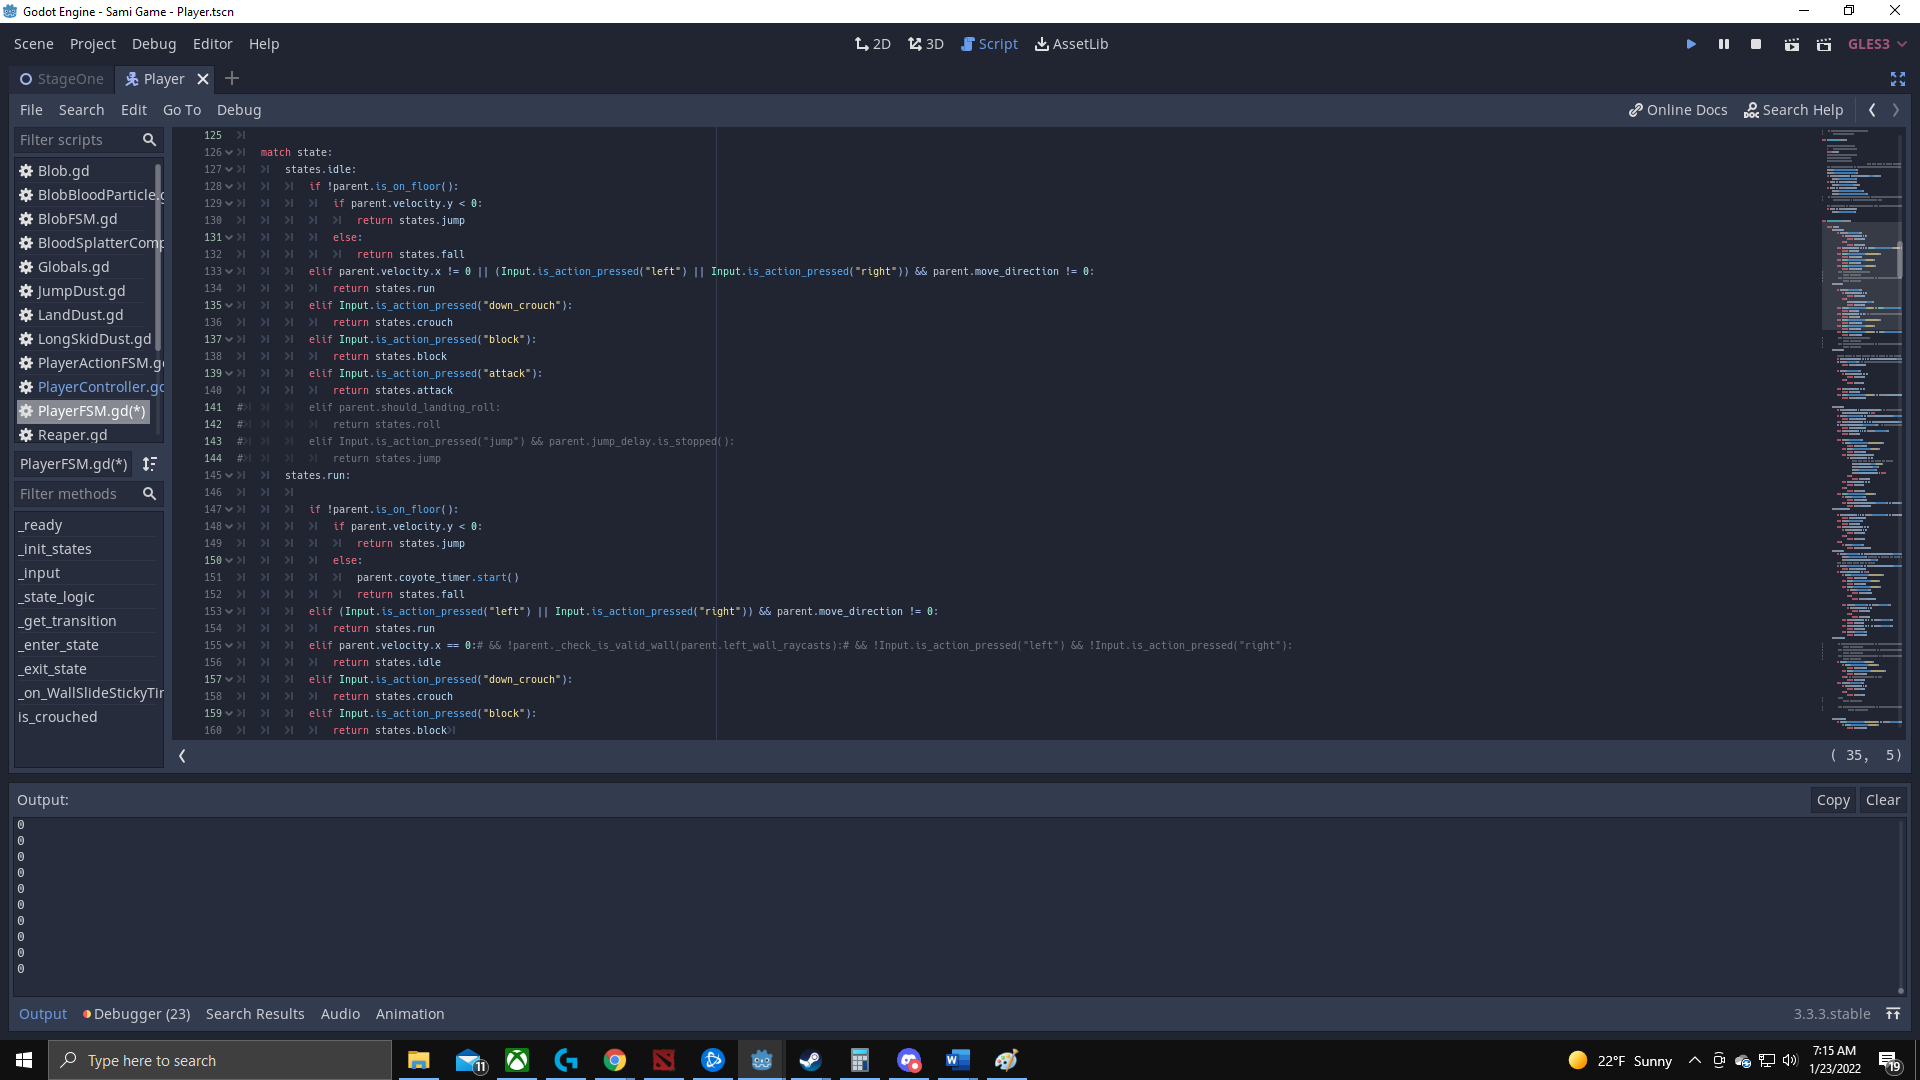 Godot Engine - Sami Game - Player.tscn
Scene Project Debug Editor Help
2D 3D Script AssetLib
GLES3
StageOne Player
File Search Edit Go To Debug
Online Docs Search Help
Filter scripts
Blob.gd
BlobBloodParticle.g
BlobFSM.gd
BloodSplatterComp
Globals.gd
JumpDust.gd
LandDust.gd
LongSkidDust.gd
PlayerActionFSM.gd
PlayerController.gd
PlayerFSM.gd(*)
Reaper.gd
PlayerFSM.gd(*)
Filter methods
_ready
_init_states
_input
_state_logic
_get_transition
_enter_state
_exit_state
_on_WallSlideStickyTim
is_crouched
125
126 match state:
127 states.idle:
128 if !parent.is_on_floor():
129 if parent.velocity.y < 0:
130 return states.jump
131 else:
132 return states.fall
133 elif parent.velocity.x != 0 || (Input.is_action_pressed("left") || Input.is_action_pressed("right")) && parent.move_direction != 0:
134 return states.run
135 elif Input.is_action_pressed("down_crouch"):
136 return states.crouch
137 elif Input.is_action_pressed("block"):
138 return states.block
139 elif Input.is_action_pressed("attack"):
140 return states.attack
141 # elif parent.should_landing_roll:
142 # return states.roll
143 # elif Input.is_action_pressed("jump") && parent.jump_delay.is_stopped():
144 # return states.jump
145 states.run:
146
147 if !parent.is_on_floor():
148 if parent.velocity.y < 0:
149 return states.jump
150 else:
151 parent.coyote_timer.start()
152 return states.fall
153 elif (Input.is_action_pressed("left") || Input.is_action_pressed("right")) && parent.move_direction != 0:
154 return states.run
155 elif parent.velocity.x == 0:# && !parent._check_is_valid_wall(parent.left_wall_raycasts):# && !Input.is_action_pressed("left") && !Input.is_action_pressed("right"):
156 return states.idle
157 elif Input.is_action_pressed("down_crouch"):
158 return states.crouch
159 elif Input.is_action_pressed("block"):
160 return states.block
( 35, 5)
Output:
Copy Clear
0
0
0
0
0
0
0
0
0
0
Output Debugger (23) Search Results Audio Animation
3.3.3.stable
Type here to search
11
22°F Sunny
7:15 AM
1/23/2022
19